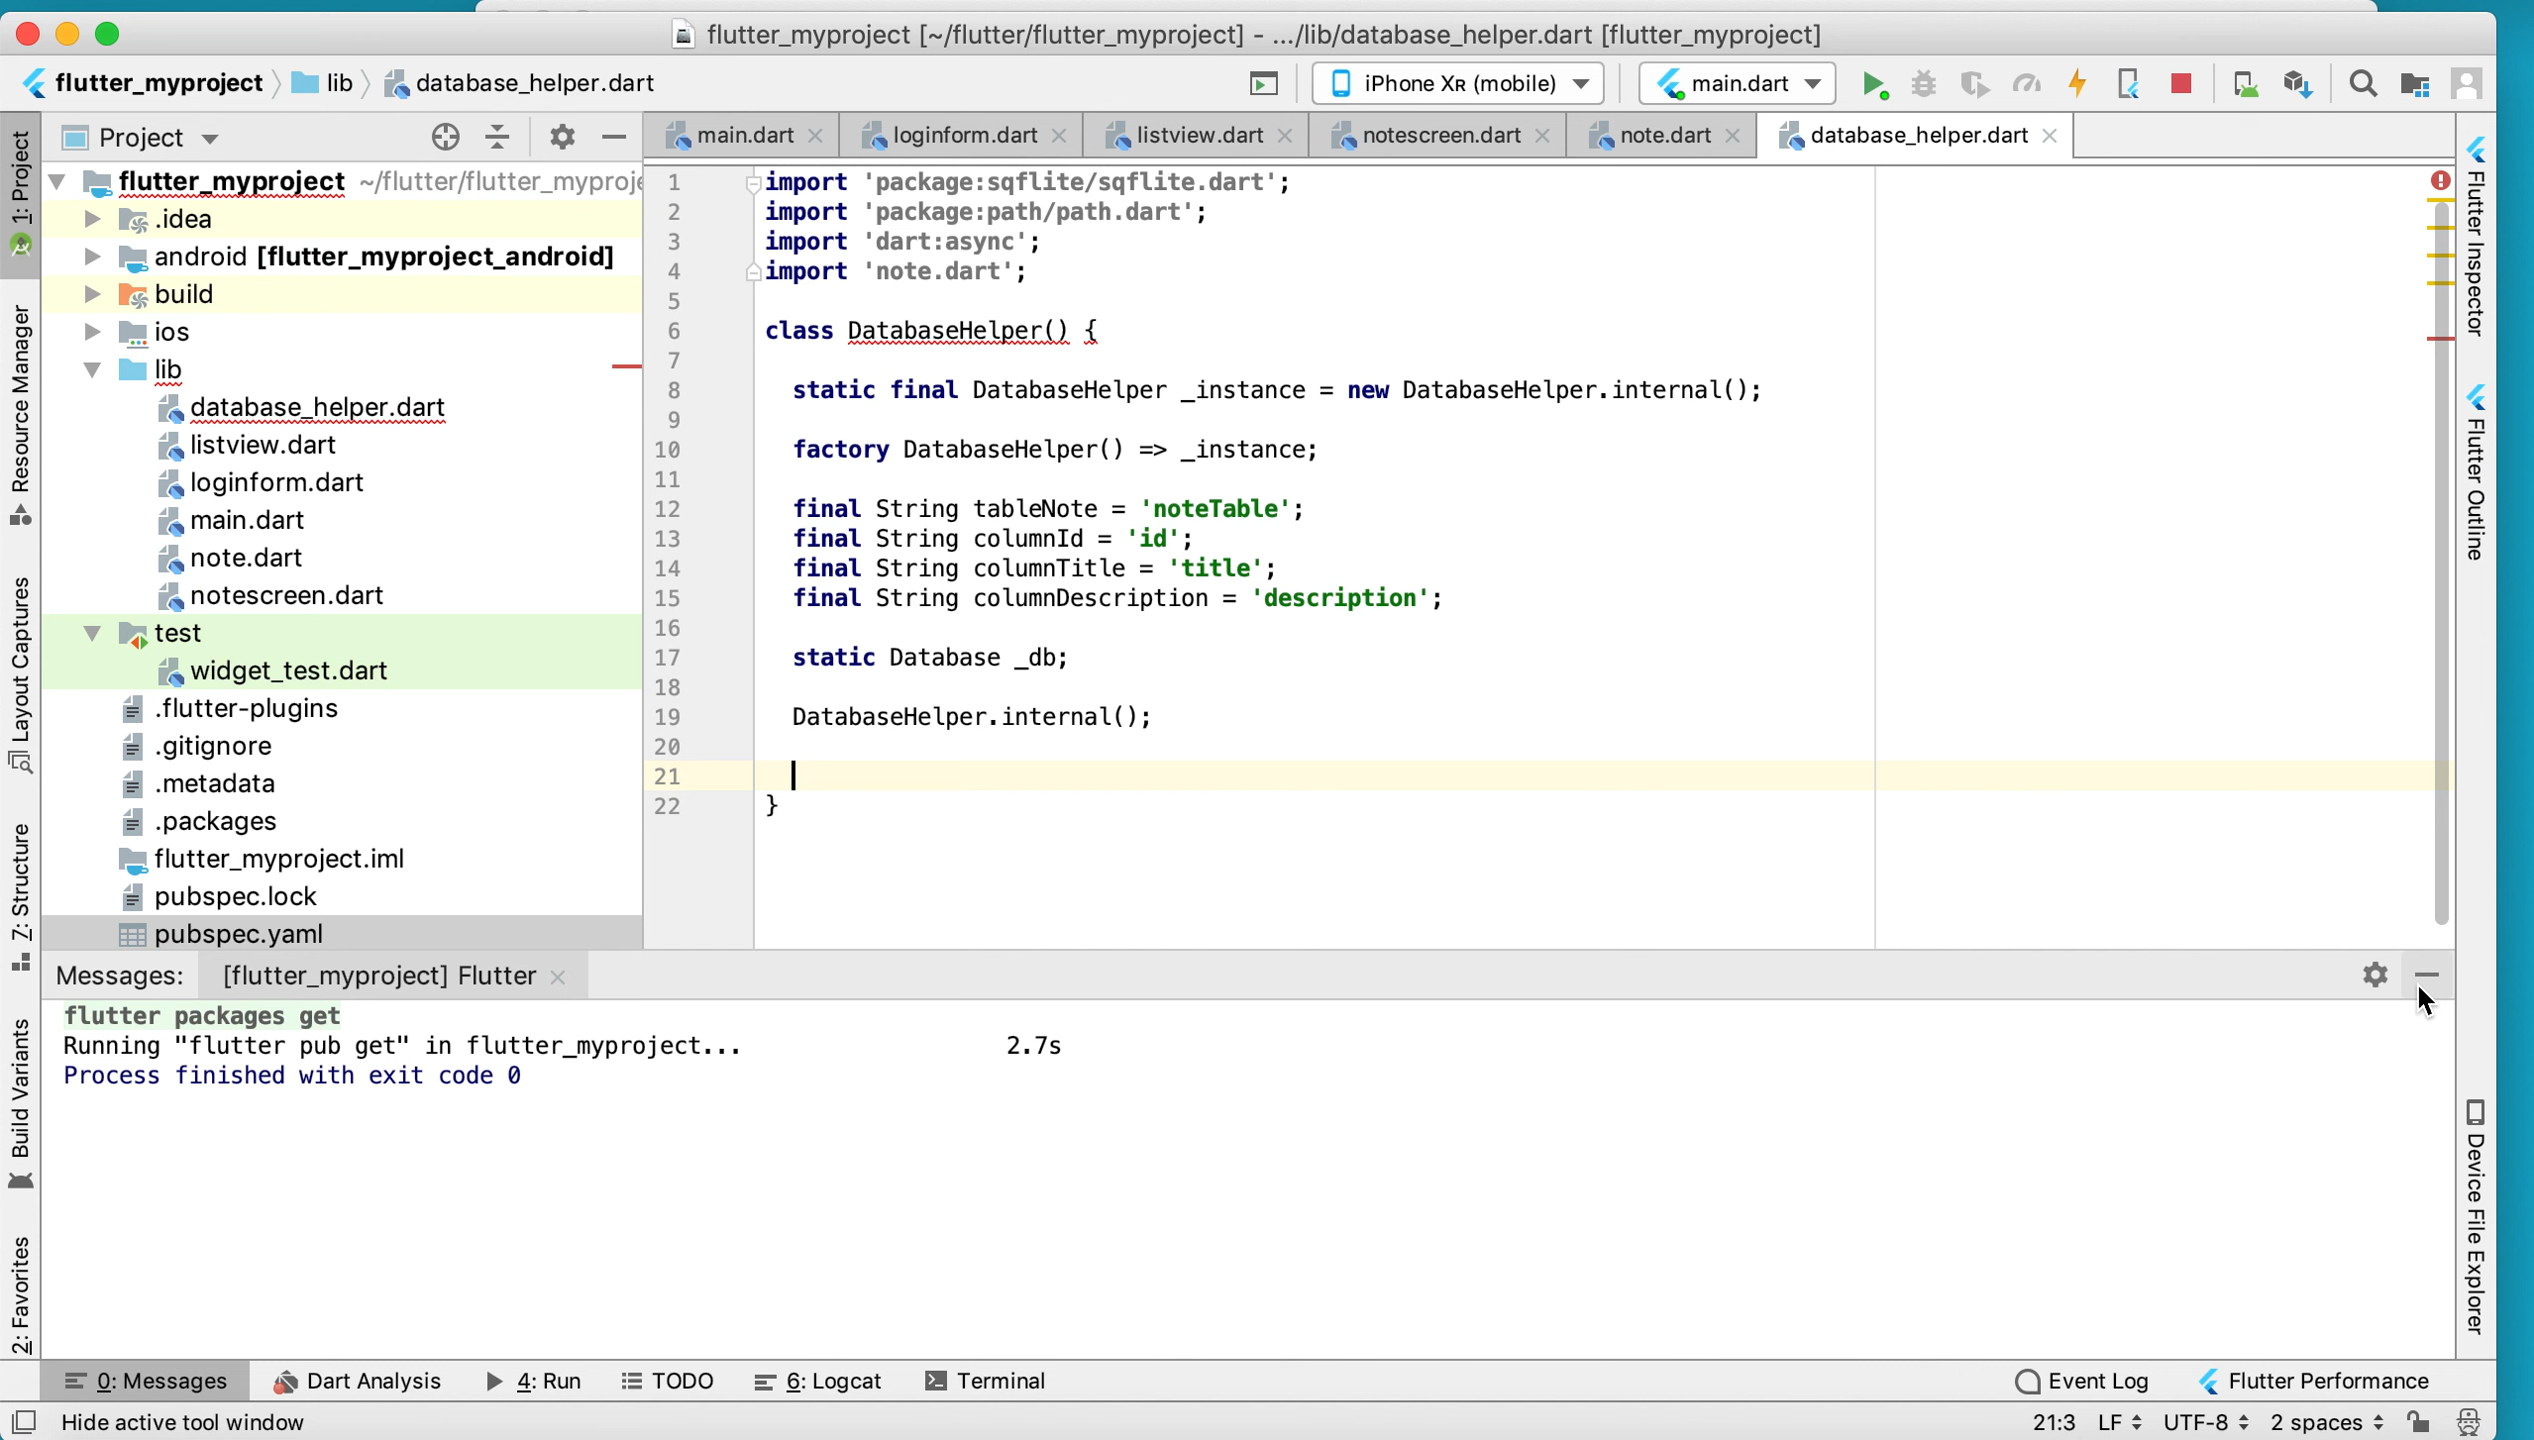 flutter_myproject [~/flutter/flutter_myproject] - .../lib/database_helper.dart [flutter_myproject]
flutter_myproject lib database_helper.dart
iPhone XR (mobile) main.dart
Project
main.dart loginform.dart listview.dart notescreen.dart note.dart database_helper.dart
1: Project
Resource Manager
Layout Captures
Z: Structure
Build Variants
2: Favorites
flutter_myproject ~/flutter/flutter_myproje
.idea
android [flutter_myproject_android]
build
ios
lib
database_helper.dart
listview.dart
loginform.dart
main.dart
note.dart
notescreen.dart
test
widget_test.dart
.flutter-plugins
.gitignore
.metadata
.packages
flutter_myproject.iml
pubspec.lock
pubspec.yaml
1 import 'package:sqflite/sqflite.dart';
2 import 'package:path/path.dart';
3 import 'dart:async';
4 import 'note.dart';
5
6 class DatabaseHelper() {
7
8 static final DatabaseHelper _instance = new DatabaseHelper.internal();
9
10 factory DatabaseHelper() => _instance;
11
12 final String tableNote = 'noteTable';
13 final String columnId = 'id';
14 final String columnTitle = 'title';
15 final String columnDescription = 'description';
16
17 static Database _db;
18
19 DatabaseHelper.internal();
20
21
22 }
Flutter Inspector
Flutter Outline
Device File Explorer
Messages: [flutter_myproject] Flutter
flutter packages get
Running "flutter pub get" in flutter_myproject... 2.7s
Process finished with exit code 0
0: Messages Dart Analysis 4: Run TODO 6: Logcat Terminal Event Log Flutter Performance
Hide active tool window 21:3 LF UTF-8 2 spaces